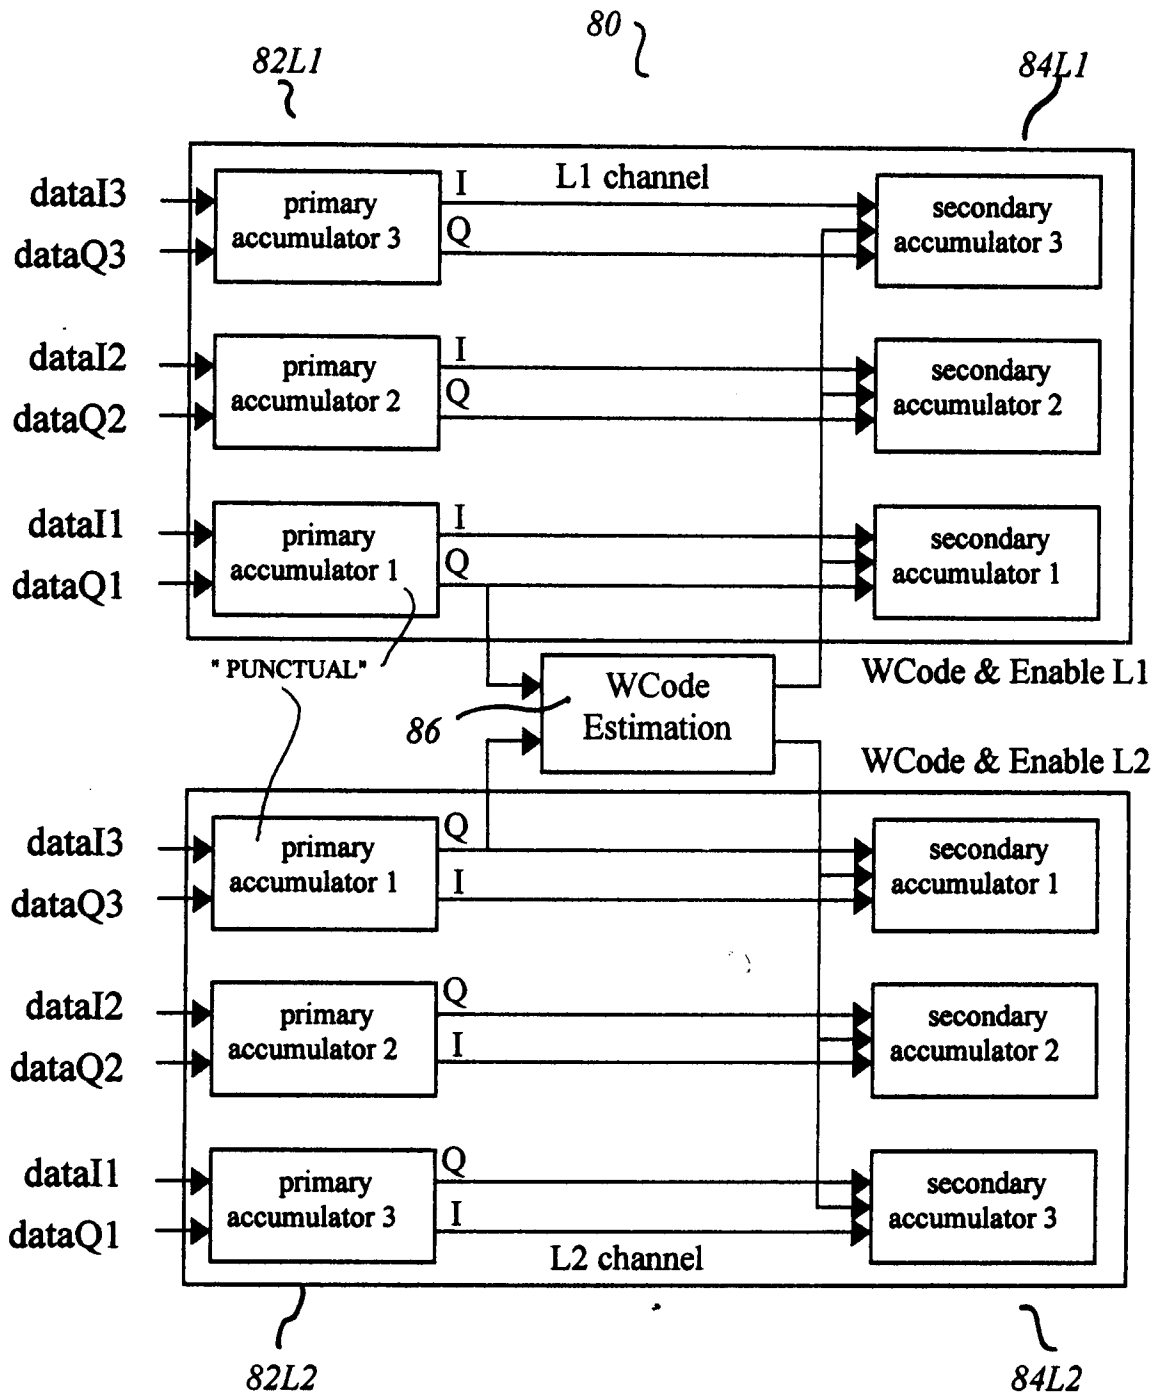 80
82L1
84L1
L1 channel
dataI3
dataQ3
primary
accumulator 3
I
Q
secondary
accumulator 3
dataI2
dataQ2
primary
accumulator 2
I
Q
secondary
accumulator 2
dataI1
dataQ1
primary
accumulator 1
I
Q
secondary
accumulator 1
" PUNCTUAL"
86
WCode
Estimation
WCode & Enable L1
WCode & Enable L2
dataI3
dataQ3
primary
accumulator 1
Q
I
secondary
accumulator 1
dataI2
dataQ2
primary
accumulator 2
Q
I
secondary
accumulator 2
dataI1
dataQ1
primary
accumulator 3
Q
I
secondary
accumulator 3
L2 channel
82L2
84L2